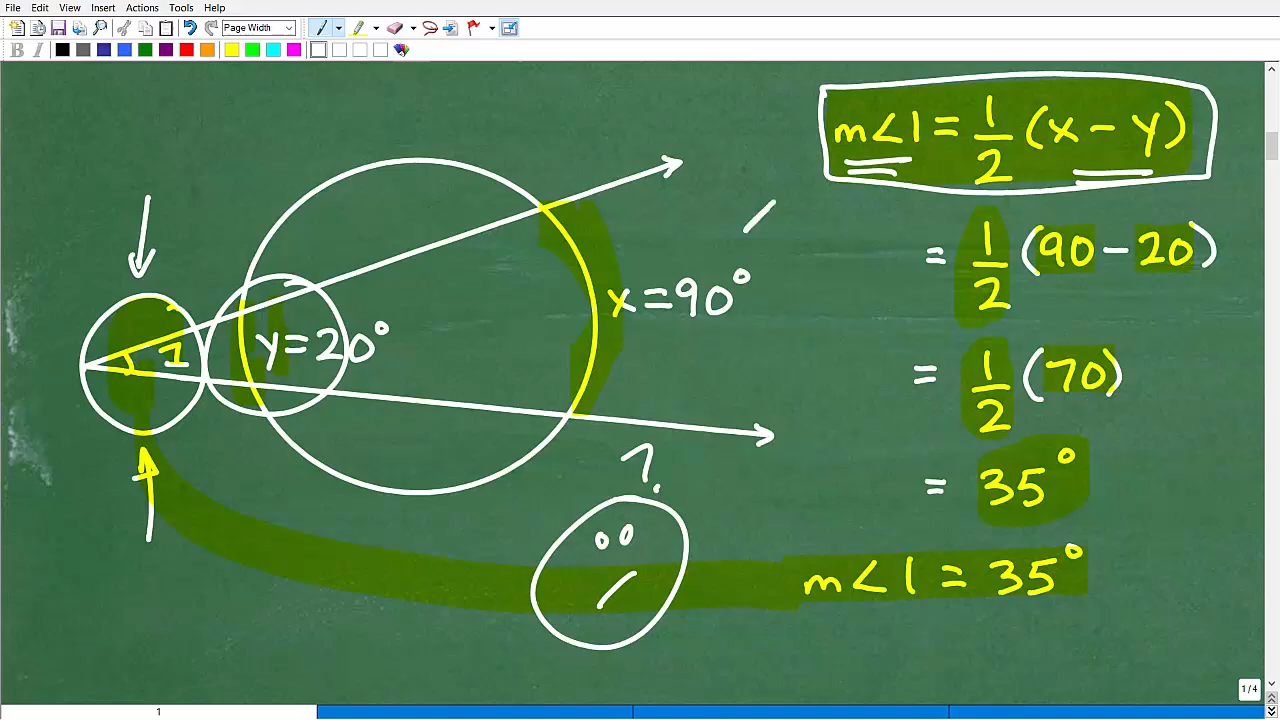 File Edit View Insert Actions Tools Help
Page Width
B I
m<1 = 1/2 (x - y)
= 1/2 (90 - 20)
x = 90°
y = 20°
1
= 1/2 (70)
?
= 35°
m<1 = 35°
1/4
1